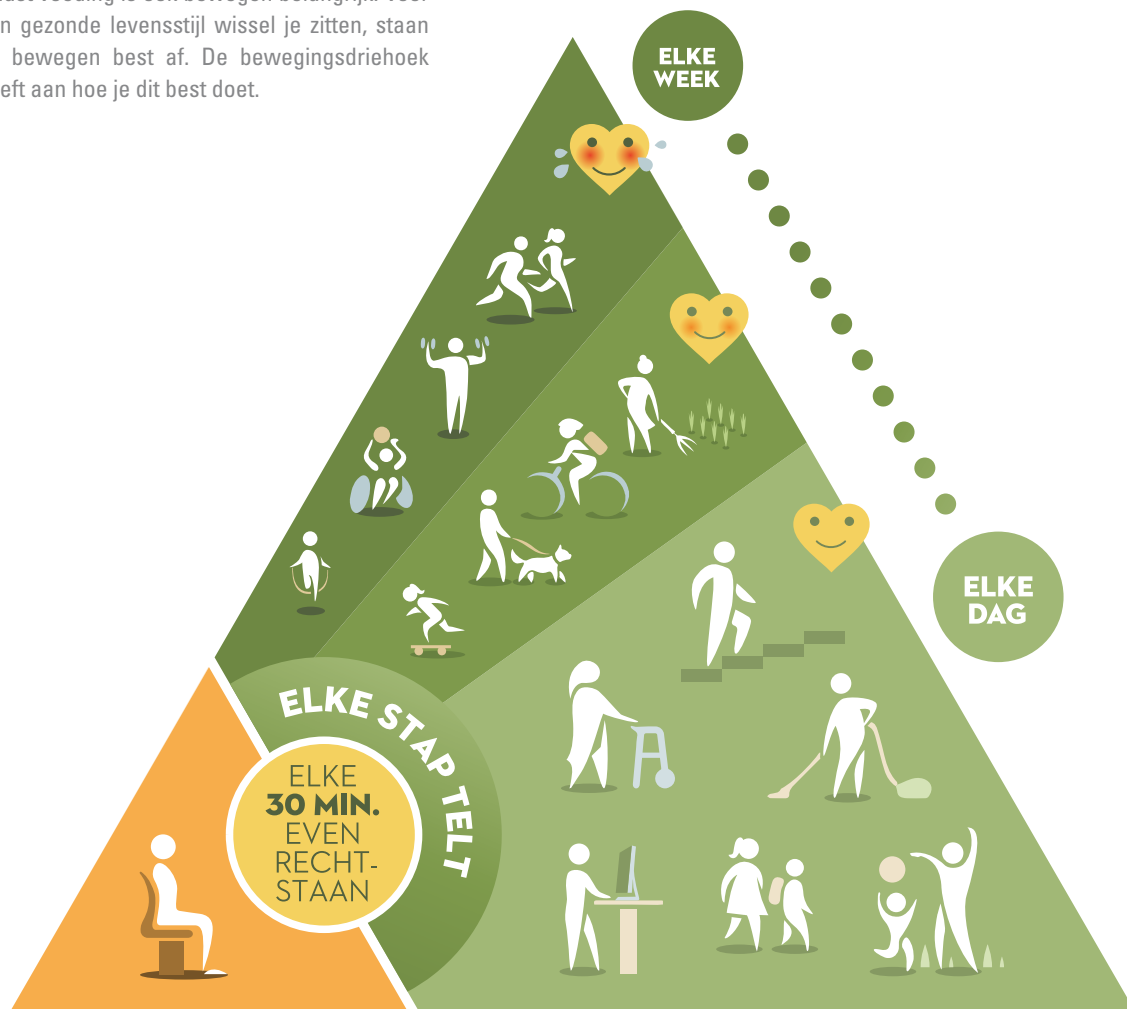 gezonde levensstijl wissel je zitten, staan
bewegen best af. De bewegingsdriehoek
aan hoe je dit best doet.
ELKE
WEEK
ELKE
DAG
ELKE STAP TELT
ELKE
30 MIN.
EVEN
RECHT-
STAAN